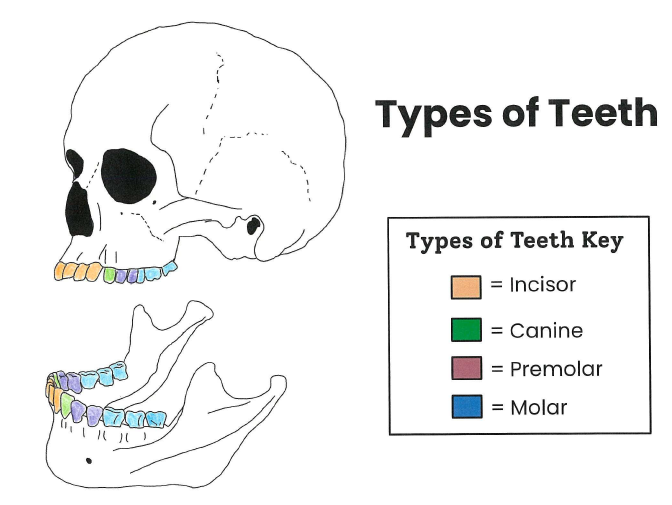 Types of Teeth
Types of Teeth Key
= Incisor
= Canine
= Premolar
= Molar